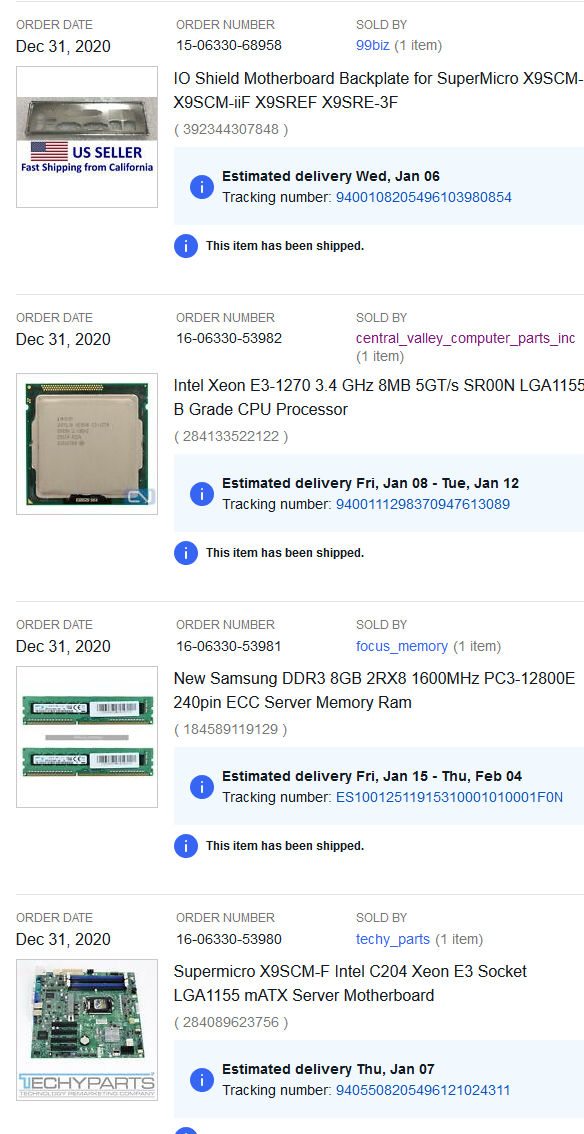 ORDER DATE ORDER NUMBER SOLD BY
Dec 31, 2020 15-06330-68958 99biz (1 item)
IO Shield Motherboard Backplate for SuperMicro X9SCM-
X9SCM-iiF X9SREF X9SRE-3F
( 392344307848 )
US SELLER
Fast Shipping from California
Estimated delivery Wed, Jan 06
Tracking number: 9400108205496103980854
This item has been shipped.
ORDER DATE ORDER NUMBER SOLD BY
Dec 31, 2020 16-06330-53982 central_valley_computer_parts_inc
(1 item)
Intel Xeon E3-1270 3.4 GHz 8MB 5GT/s SR00N LGA1155
B Grade CPU Processor
( 284133522122 )
Estimated delivery Fri, Jan 08 - Tue, Jan 12
Tracking number: 9400111298370947613089
This item has been shipped.
ORDER DATE ORDER NUMBER SOLD BY
Dec 31, 2020 16-06330-53981 focus_memory (1 item)
New Samsung DDR3 8GB 2RX8 1600MHz PC3-12800E
240pin ECC Server Memory Ram
( 184589119129 )
Estimated delivery Fri, Jan 15 - Thu, Feb 04
Tracking number: ES10012511915310001010001F0N
This item has been shipped.
ORDER DATE ORDER NUMBER SOLD BY
Dec 31, 2020 16-06330-53980 techy_parts (1 item)
Supermicro X9SCM-F Intel C204 Xeon E3 Socket
LGA1155 mATX Server Motherboard
( 284089623756 )
TECHYPARTS
TECHNOLOGY REMARKETING COMPANY
Estimated delivery Thu, Jan 07
Tracking number: 9405508205496121024311